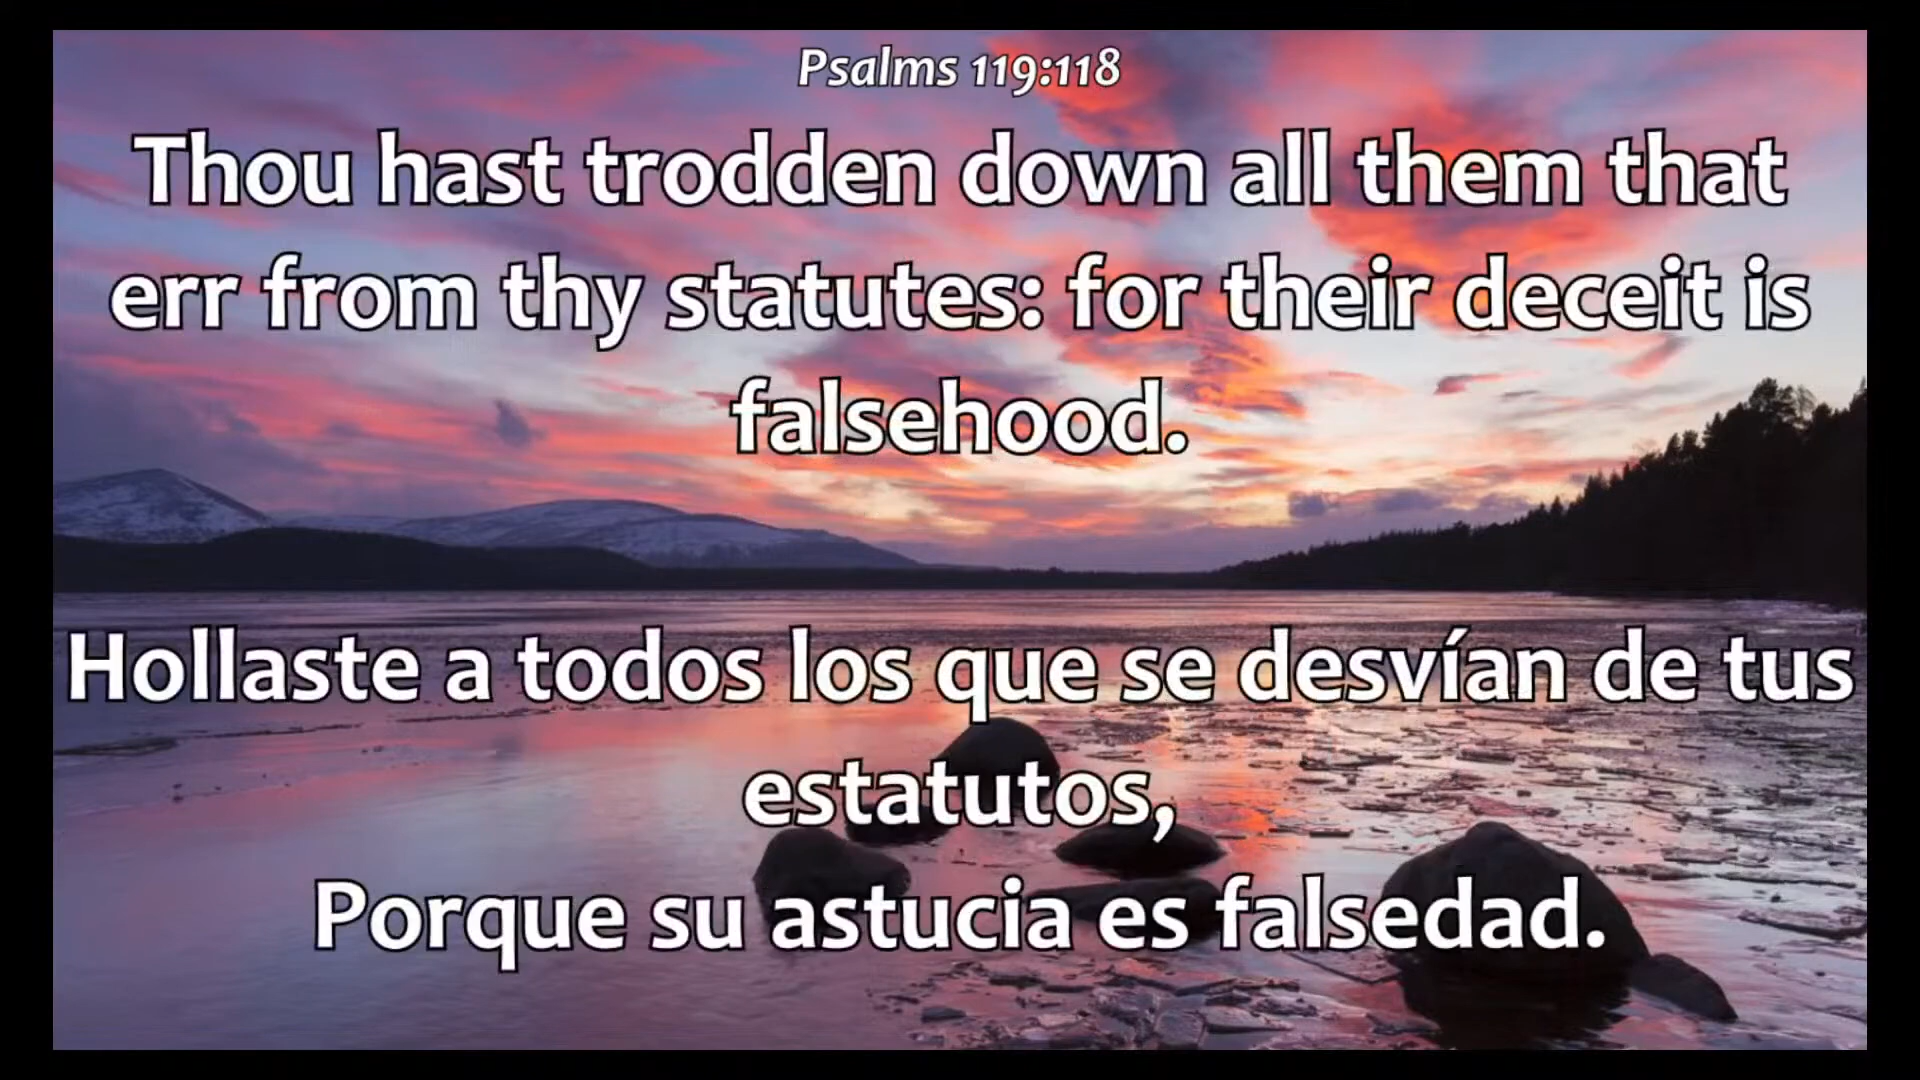 Psalms 119:118
Thou hast trodden down all them that
err from thy statutes: for their deceit is
falsehood.
Hollaste a todos los que se desvían de tus
estatutos,
Porque su astucia es falsedad.